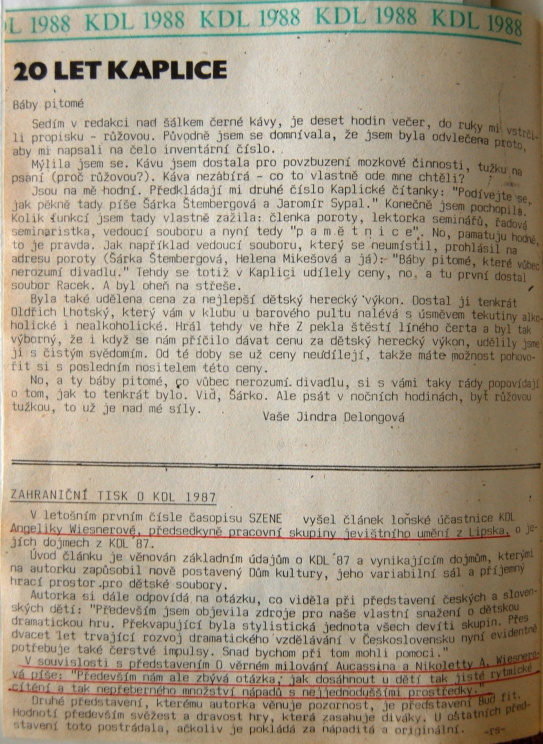 L 1988 KDL 1988 KDL 1988 KDL 1988 KDL 1988
20 LET KAPLICE
Báby pitomé
Sedím v redakci nad šálkem černé kávy, je deset hodin večer, do ruky mi vstrči-
li propisku - růžovou. Původně jsem se domnívala, že jsem byla odvlečena proto,
aby mi napsali na čelo inventární číslo.
Mýlila jsem se. Kávu jsem dostala pro povzbuzení mozkové činnosti, tužku na
psaní (proč růžovou?). Káva nezábírá - co to vlastně ode mne chtěli?
Jsou na mě hodní. Předkládají mi druhé číslo Kaplické čítanky: "Podívejte se,
jak pěkně tady píše Šárka Štembergová a Jaromír Sypal." Konečně jsem pochopila.
Kolik funkcí jsem tady vlastně zažila: členka poroty, lektorka seminářů, řadová
seminaristka, vedoucí souboru a nyní tedy "p a m ě t n i c e". No, pamatuju hodně,
to je pravda. Jak například vedoucí souboru, který se neumístil, prohlásil na
adresu poroty (Šárka Štembergová, Helena Mikešová a já): "Báby pitomé, které vůbec
nerozumí divadlu." Tehdy se totiž v Kaplici udílely ceny, no, a tu první dostal
soubor Racek. A byl oheň na střeše.
Byla také udělena cena za nejlepší dětský herecký výkon. Dostal ji tenkrát
Oldřich Lhotský, který vám v klubu u barového pultu nalévá s úsměvem tekutiny alko-
holické i nealkoholické. Hrál tehdy ve hře Z pekla štěstí líného čerta a byl tak
výborný, že i když se nám příčilo dávat cenu za dětský herecký výkon, udělily jsme
ji s čistým svědomím. Od té doby se už ceny neudílejí, takže máte možnost pohovo-
řit si s posledním nositelem této ceny.
No, a ty báby pitomé, co vůbec nerozumí divadlu, si s vámi taky rády popovídají
o tom, jak to tenkrát bylo. Viď, Šárko. Ale psát v nočních hodinách, byť růžovou
tužkou, to už je nad mé síly.
Vaše Jindra Delongová
ZAHRANIČNÍ TISK O KDL 1987
V letošním prvním čísle časopisu SZENE vyšel článek loňské účastnice KDL
Angeliky Wiesnerové, předsedkyně pracovní skupiny jevištního umění z Lipska, o je-
jích dojmech z KDL ́87.
Úvod článku je věnován základním údajům o KDL ́87 a vynikajícím dojmům, kterými
na autorku zapůsobil nově postavený Dům kultury, jeho variabilní sál a příjemný
hrací prostor pro dětské soubory.
Autorka si dále odpovídá na otázku, co viděla při představení českých a sloven-
ských dětí: "Především jsem objevila zdroje pro naše vlastní snažení o dětskou
dramatickou hru. Překvapující byla stylistická jednota všech devíti skupin. Přes
dvacet let trvající rozvoj dramatického vzdělávání v Československu nyní evidentně
potřebuje také čerstvé impulsy. Snad bychom při tom mohli pomoci."
V souvislosti s představením O věrném milování Aucassina a Nikoletty A. Wiesnero-
vá píše: "Především nám ale zbývá otázka, jak dosáhnout u dětí tak jisté rytmické
cítění a tak nepřeberného množství nápadů s nejjednoduššími prostředky."
Druhé představení, kterému autorka věnuje pozornost, je představení Buď fit.
Hodnotí především svěžest a dravost hry, která zasahuje diváky. U ostatních před-
stavení toto postrádala, ačkoliv je pokládá za nápaditá a originální. -rs-